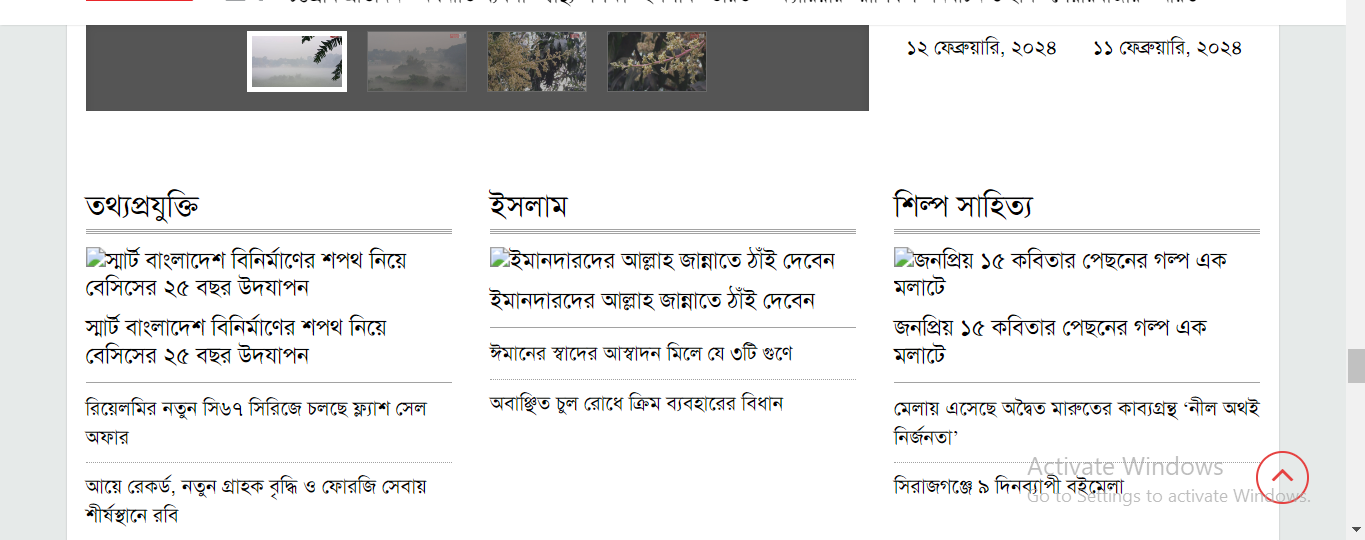 ১২ ফেব্রুয়ারি, ২০২৪
১১ ফেব্রুয়ারি, ২০২৪
তথ্যপ্রযুক্তি
স্মার্ট বাংলাদেশ বিনির্মাণের শপথ নিয়ে
বেসিসের ২৫ বছর উদযাপন
স্মার্ট বাংলাদেশ বিনির্মাণের শপথ নিয়ে
বেসিসের ২৫ বছর উদযাপন
রিয়েলমির নতুন সি৬৭ সিরিজে চলছে ফ্ল্যাশ সেল
অফার
আয়ে রেকর্ড, নতুন গ্রাহক বৃদ্ধি ও ফোরজি সেবায়
শীর্ষস্থানে রবি
ইসলাম
ইমানদারদের আল্লাহ জান্নাতে ঠাঁই দেবেন
ইমানদারদের আল্লাহ জান্নাতে ঠাঁই দেবেন
ঈমানের স্বাদের আস্বাদন মিলে যে ৩টি গুণে
অবাঞ্ছিত চুল রোধে ক্রিম ব্যবহারের বিধান
শিল্প সাহিত্য
জনপ্রিয় ১৫ কবিতার পেছনের গল্প এক
মলাটে
জনপ্রিয় ১৫ কবিতার পেছনের গল্প এক
মলাটে
মেলায় এসেছে অদ্বৈত মারুতের কাব্যগ্রন্থ ‘নীল অথই
নির্জনতা’
সিরাজগঞ্জে ৯ দিনব্যাপী বইমেলা
Activate Windows
Go to Settings to activate Windows.